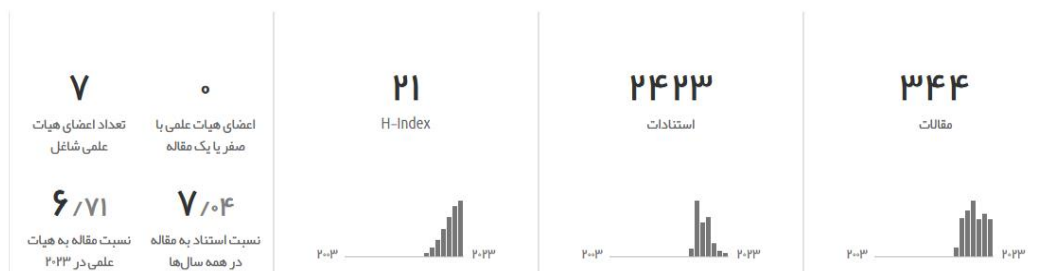 ۳۴۴
مقالات
۲۰۰۳
۲۰۲۳
۲۴۲۳
استنادات
۲۰۰۳
۲۰۲۳
۲۱
H-Index
۲۰۰۳
۲۰۲۳
۰
اعضای هیات علمی با
صفر یا یک مقاله
۷
تعداد اعضای هیات
علمی شاغل
۷/۰۴
نسبت استناد به مقاله
در همه سال‌ها
۶/۷۱
نسبت مقاله به هیات
علمی در ۲۰۲۳